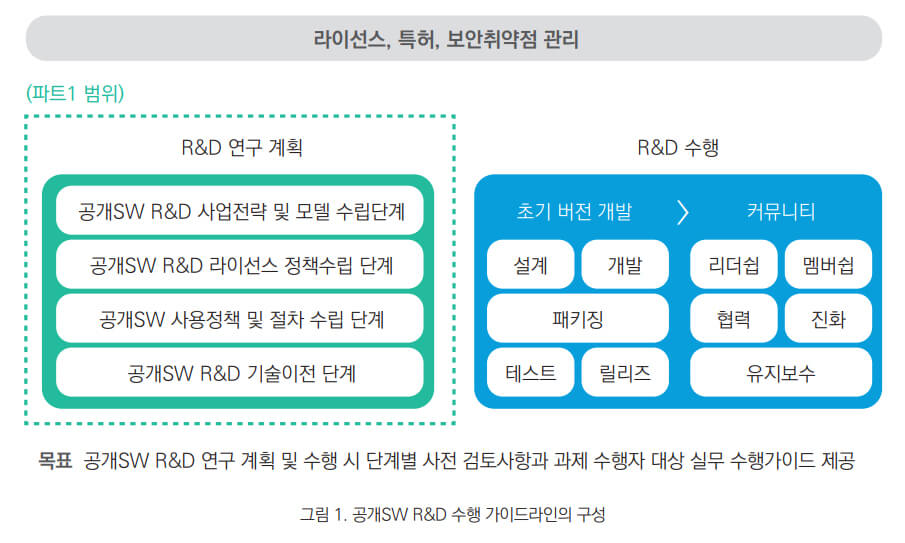 라이선스, 특허, 보안취약점 관리
(파트1 범위)
R&D 연구 계획
공개SW R&D 사업전략 및 모델 수립단계
공개SW R&D 라이선스 정책수립 단계
공개SW 사용정책 및 절차 수립 단계
공개SW R&D 기술이전 단계
R&D 수행
초기 버전 개발 > 커뮤니티
설계 개발 리더쉽 멤버쉽
패키징 협력 진화
테스트 릴리즈 유지보수
목표 공개SW R&D 연구 계획 및 수행 시 단계별 사전 검토사항과 과제 수행자 대상 실무 수행가이드 제공
그림 1. 공개SW R&D 수행 가이드라인의 구성